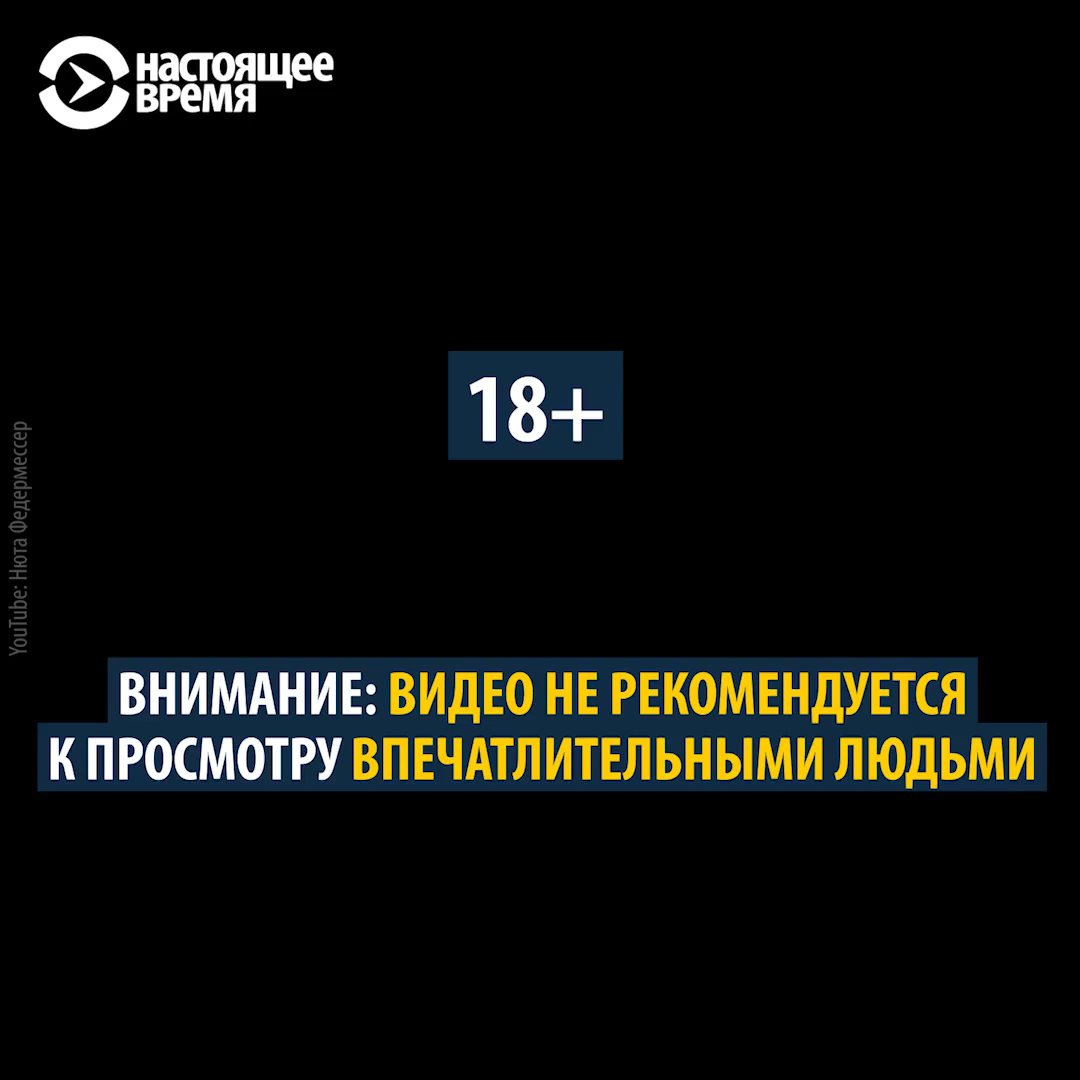 настоящее
время
18+
YouTube: Нюта Федермессер
ВНИМАНИЕ: ВИДЕО НЕ РЕКОМЕНДУЕТСЯ
К ПРОСМОТРУ ВПЕЧАТЛИТЕЛЬНЫМИ ЛЮДЬМИ